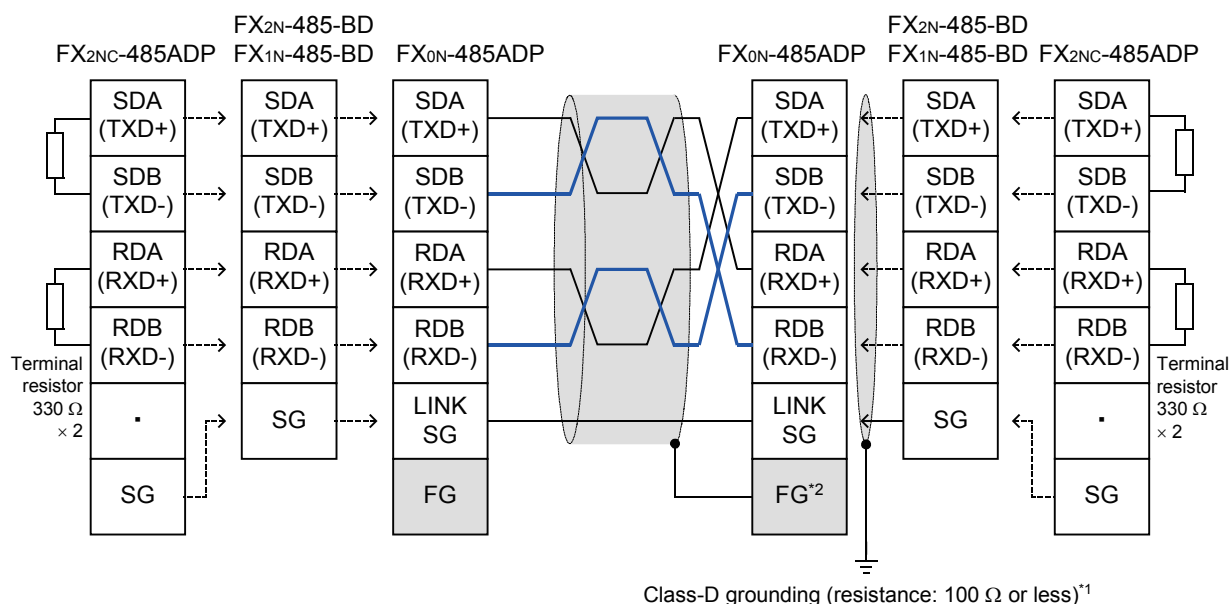 FX2N-485-BD
FX2NC-485ADP FX1N-485-BD FX0N-485ADP
SDA
(TXD+)
SDB
(TXD-)
RDA
(RXD+)
RDB
(RXD-)
.
SG
Terminal
resistor
330 Ω
× 2
SDA
(TXD+)
SDB
(TXD-)
RDA
(RXD+)
RDB
(RXD-)
SG
SDA
(TXD+)
SDB
(TXD-)
RDA
(RXD+)
RDB
(RXD-)
LINK
SG
FG
FX2N-485-BD
FX0N-485ADP FX1N-485-BD FX2NC-485ADP
SDA
(TXD+)
SDB
(TXD-)
RDA
(RXD+)
RDB
(RXD-)
LINK
SG
FG*2
SDA
(TXD+)
SDB
(TXD-)
RDA
(RXD+)
RDB
(RXD-)
SG
SDA
(TXD+)
SDB
(TXD-)
RDA
(RXD+)
RDB
(RXD-)
.
SG
Terminal
resistor
330 Ω
× 2
Class-D grounding (resistance: 100 Ω or less)*1